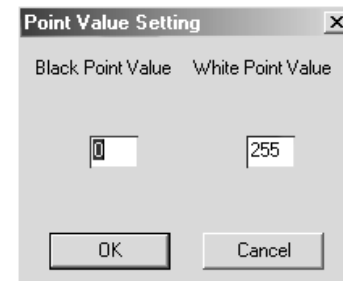 Point Value Setting
Black Point Value White Point Value
0 255
OK Cancel